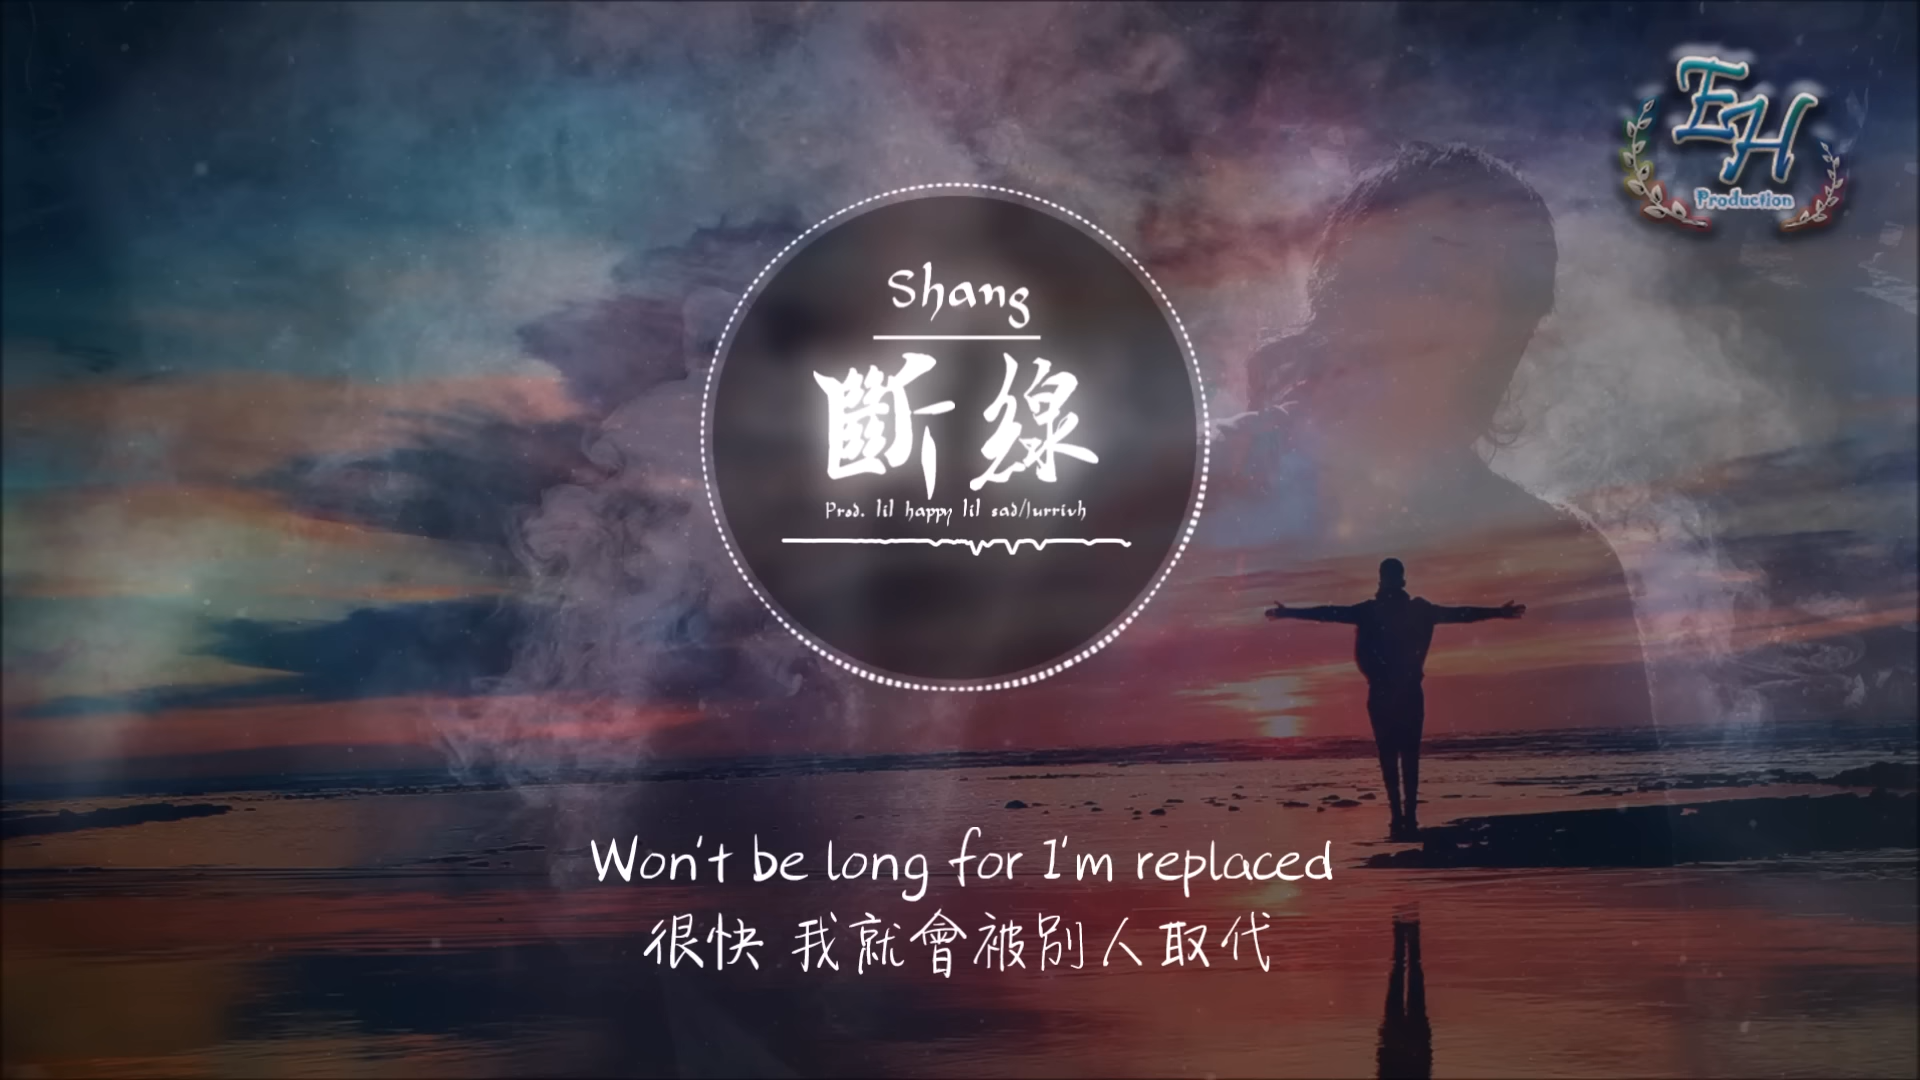 EH
Production
Shang
斷線
Prod. lil happy lil sad/Jurrivh
Won't be long for I'm replaced
很快 我就會被別人取代